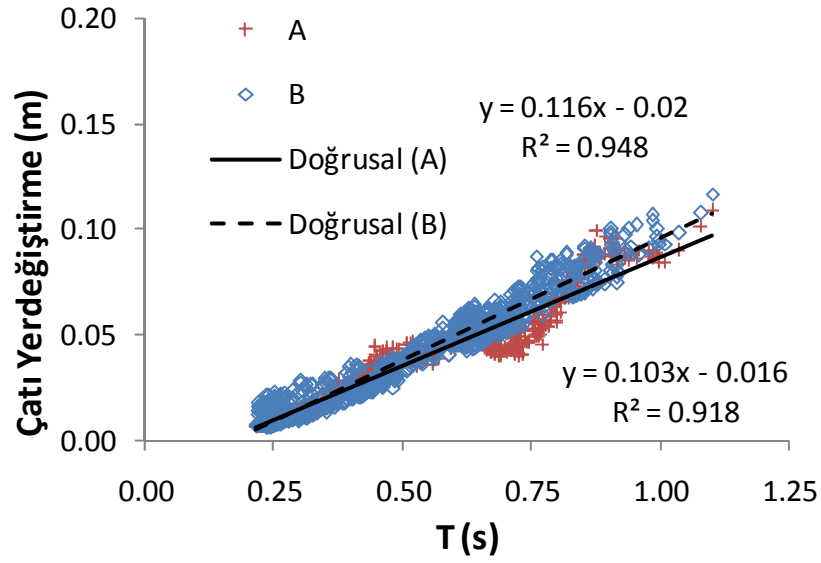 0.20
0.15
0.10
0.05
0.00
Çatı Yerdeğiştirme (m)
A
B
Doğrusal (A)
Doğrusal (B)
y = 0.116x - 0.02
R² = 0.948
y = 0.103x - 0.016
R² = 0.918
0.00 0.25 0.50 0.75 1.00 1.25
T (s)